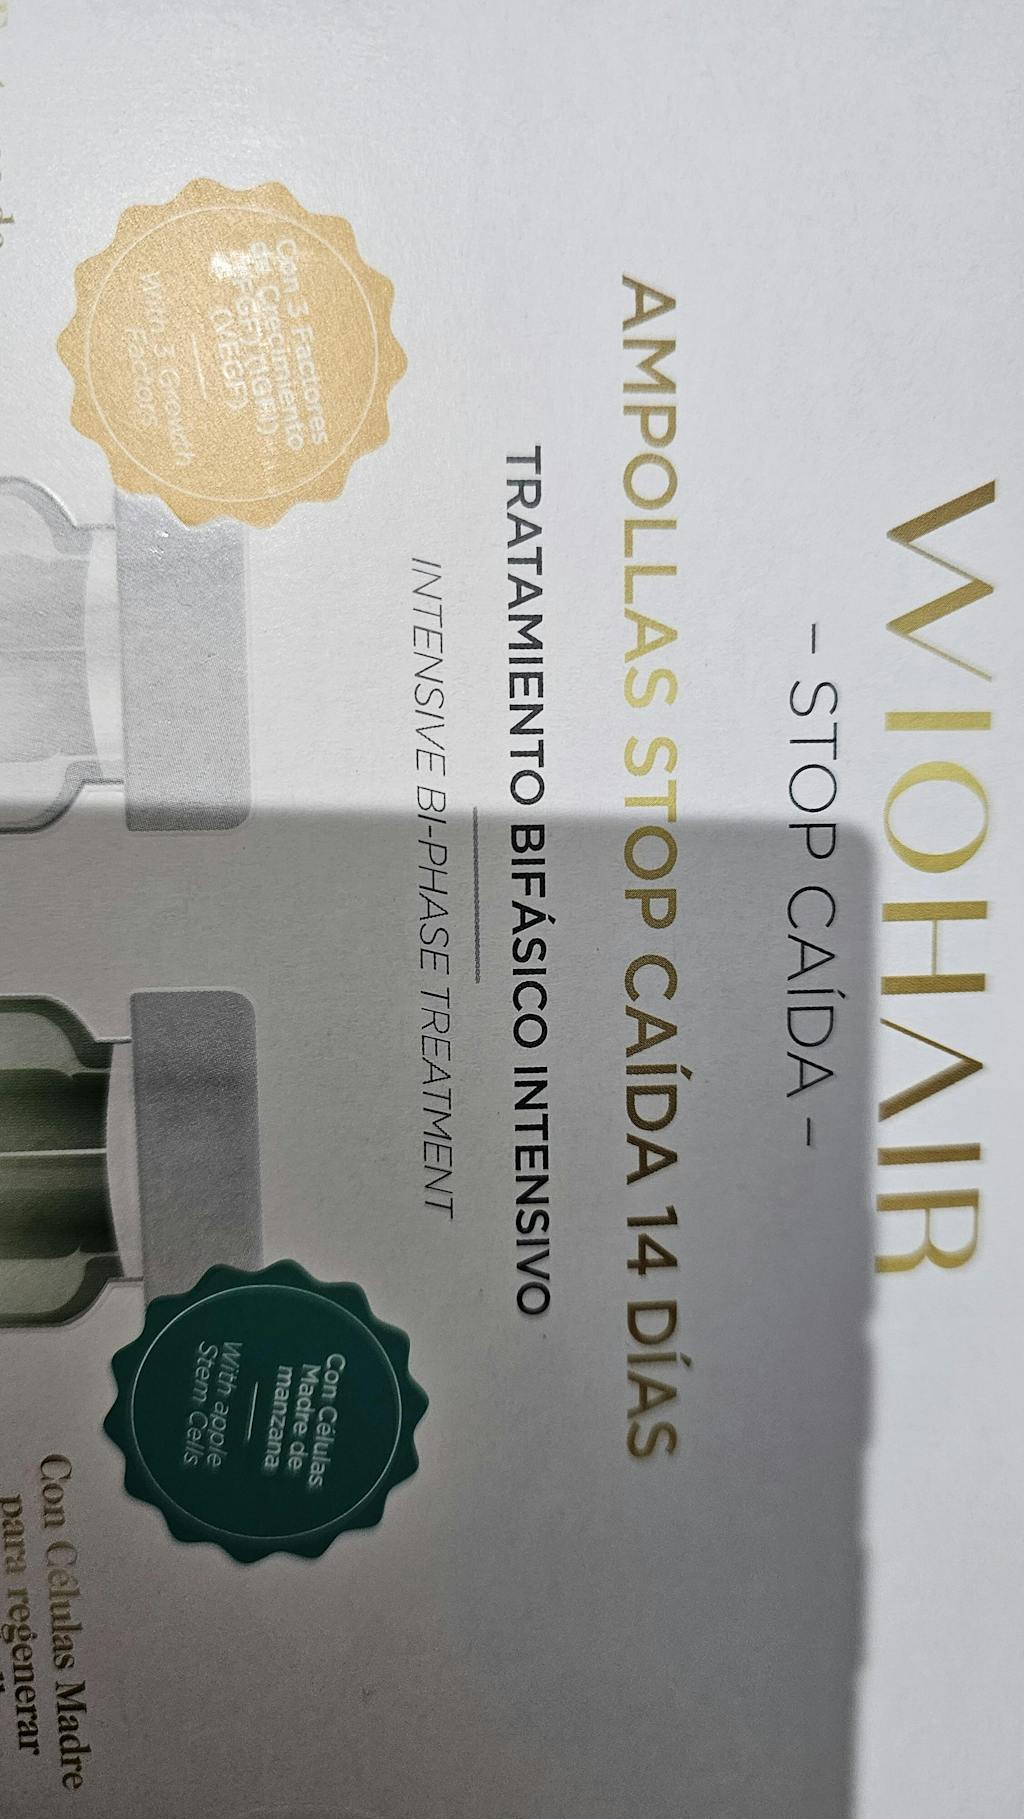 WIOHAIR
– STOP CAÍDA –
AMPOLLAS STOP CAÍDA 14 DÍAS
TRATAMIENTO BIFÁSICO INTENSIVO
INTENSIVE BI-PHASE TREATMENT
Con 3 Factores
de Crecimiento
(VEGF)
With 3 Growth
Factors
Con Células
Madre de
manzana
With apple
Stem Cells
Con Células Madre
para regenerar